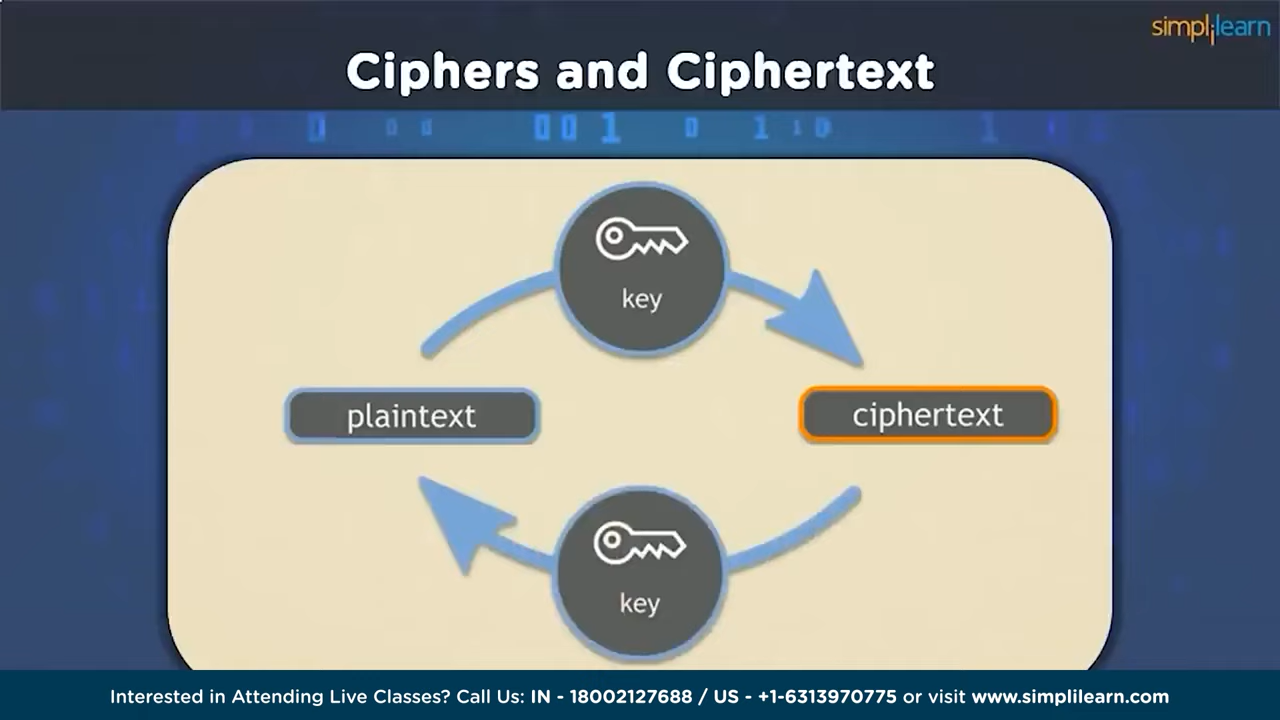 simplilearn
Ciphers and Ciphertext
001
key
plaintext
ciphertext
key
Interested in Attending Live Classes? Call Us: IN - 18002127688 / US - +1-6313970775 or visit www.simplilearn.com